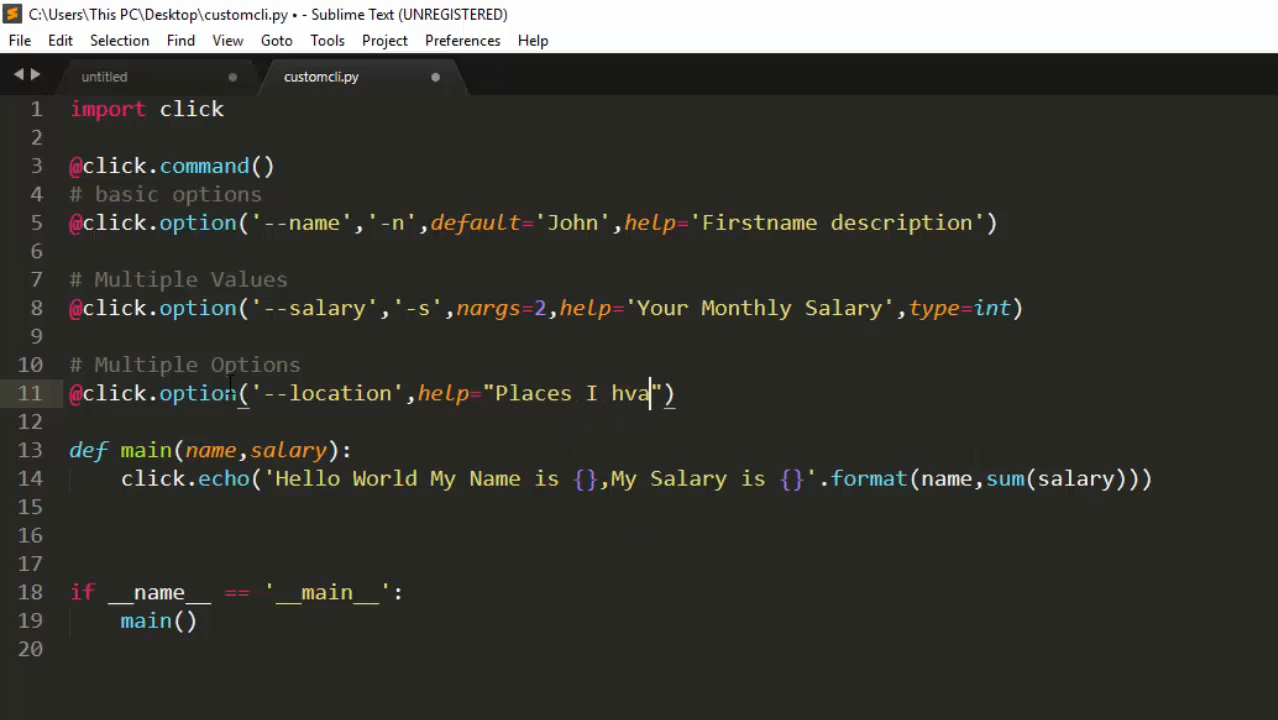 C:\Users\This PC\Desktop\customcli.py • - Sublime Text (UNREGISTERED)
File Edit Selection Find View Goto Tools Project Preferences Help
untitled customcli.py
1 import click
2
3 @click.command()
4 # basic options
5 @click.option('--name','-n',default='John',help='Firstname description')
6
7 # Multiple Values
8 @click.option('--salary','-s',nargs=2,help='Your Monthly Salary',type=int)
9
10 # Multiple Options
11 @click.option('--location',help="Places I hva")
12
13 def main(name,salary):
14 click.echo('Hello World My Name is {},My Salary is {}'.format(name,sum(salary)))
15
16
17
18 if __name__ == '__main__':
19 main()
20